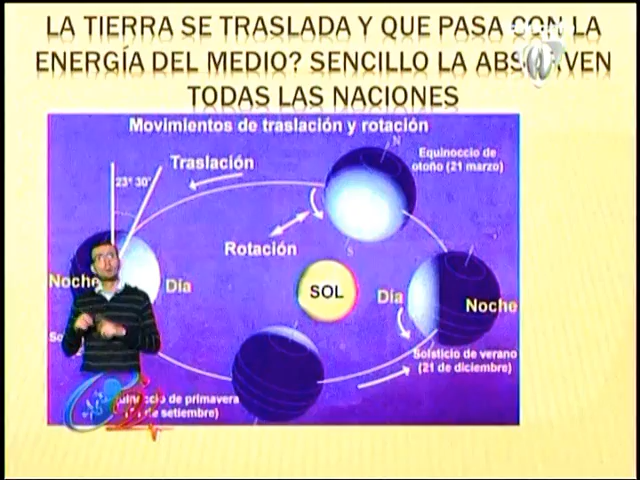 LA TIERRA SE TRASLADA Y QUE PASA CON LA
ENERGÍA DEL MEDIO? SENCILLO LA ABSORVEN
TODAS LAS NACIONES
Movimientos de traslación y rotación
Traslación
N
Equinoccio de
otoño (21 marzo)
23° 30'
Rotación
S
SOL
Noche
Día
Día
Noche
Solsticio de verano
(21 de diciembre)
de primavera
de setiembre)